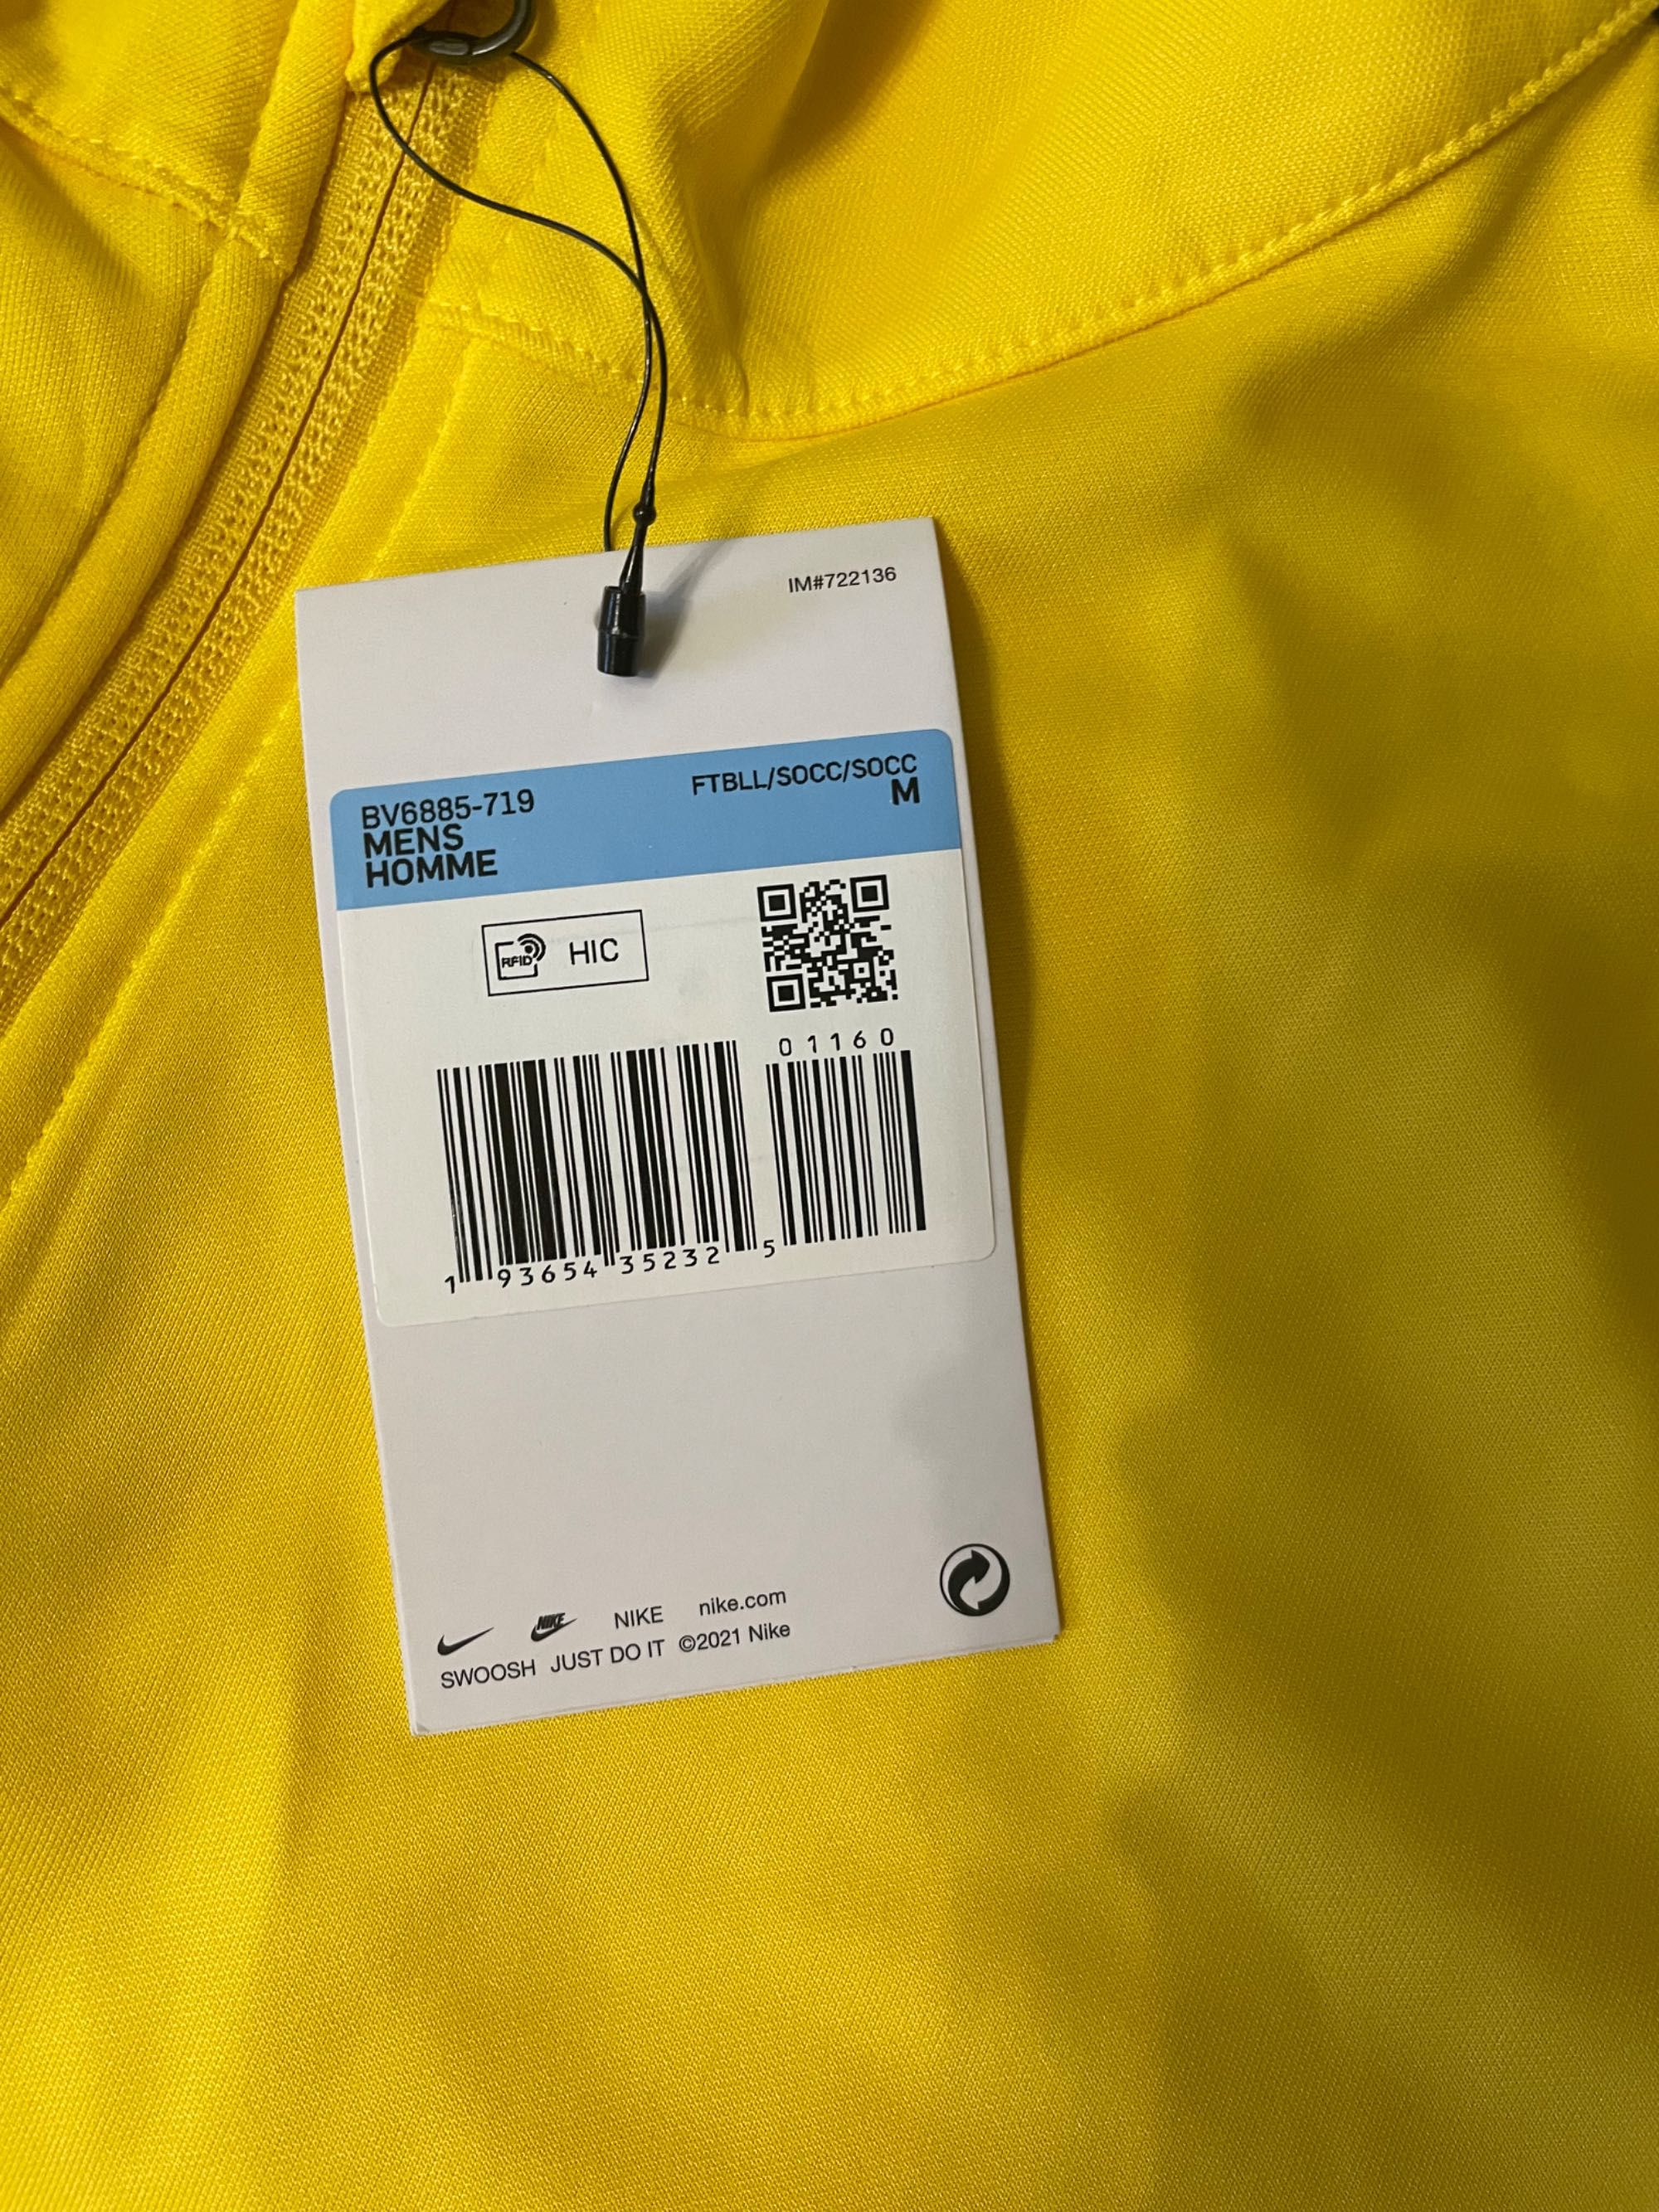 IM#722136
BV6885-719
FTBLL/SOCC/SOCC
MENS
M
HOMME
RFID HIC
01160
1 93654 35232 5
NIKE NIKE nike.com
SWOOSH JUST DO IT ©2021 Nike